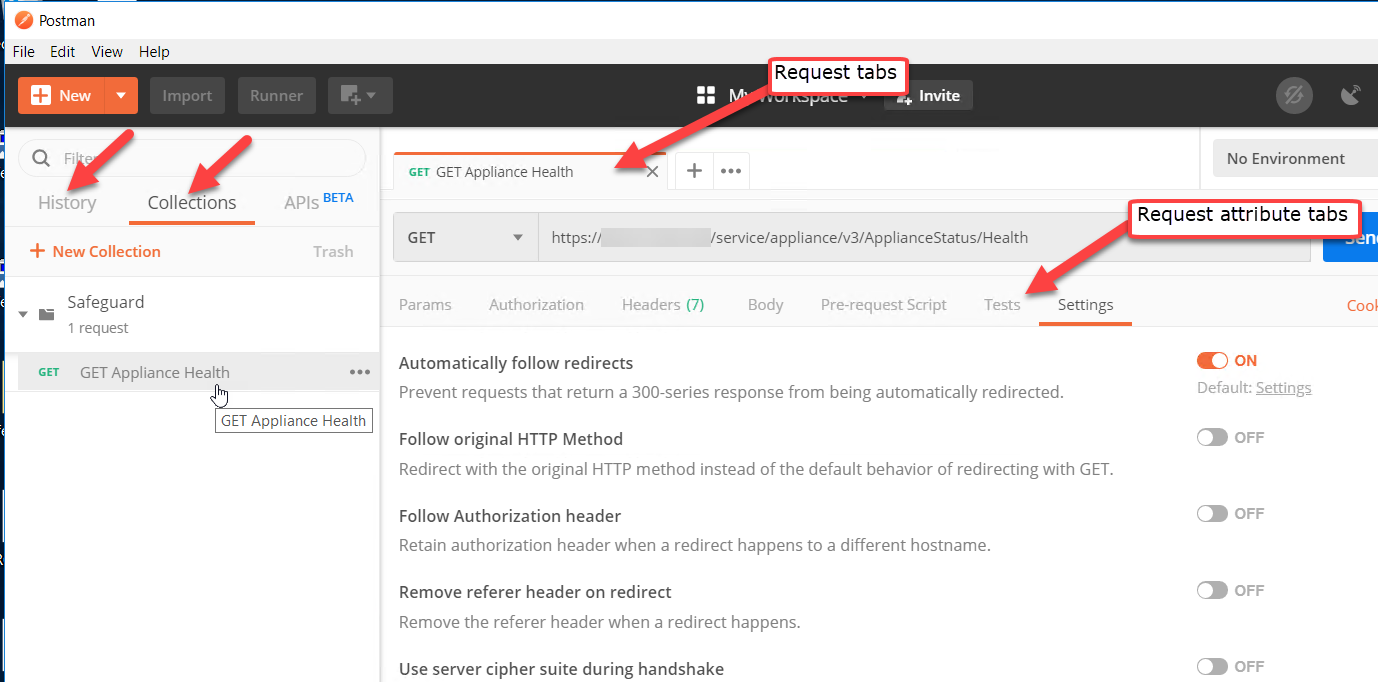 Postman
File Edit View Help
New Import Runner My Workspace Invite
Request tabs
Filter
History Collections APIs BETA
GET GET Appliance Health
No Environment
Request attribute tabs
New Collection Trash
GET https:// /service/appliance/v3/ApplianceStatus/Health
Safeguard
1 request
Params Authorization Headers (7) Body Pre-request Script Tests Settings
GET GET Appliance Health
GET Appliance Health
Automatically follow redirects ON
Prevent requests that return a 300-series response from being automatically redirected. Default: Settings
Follow original HTTP Method OFF
Redirect with the original HTTP method instead of the default behavior of redirecting with GET.
Follow Authorization header OFF
Retain authorization header when a redirect happens to a different hostname.
Remove referer header on redirect OFF
Remove the referer header when a redirect happens.
Use server cipher suite during handshake OFF